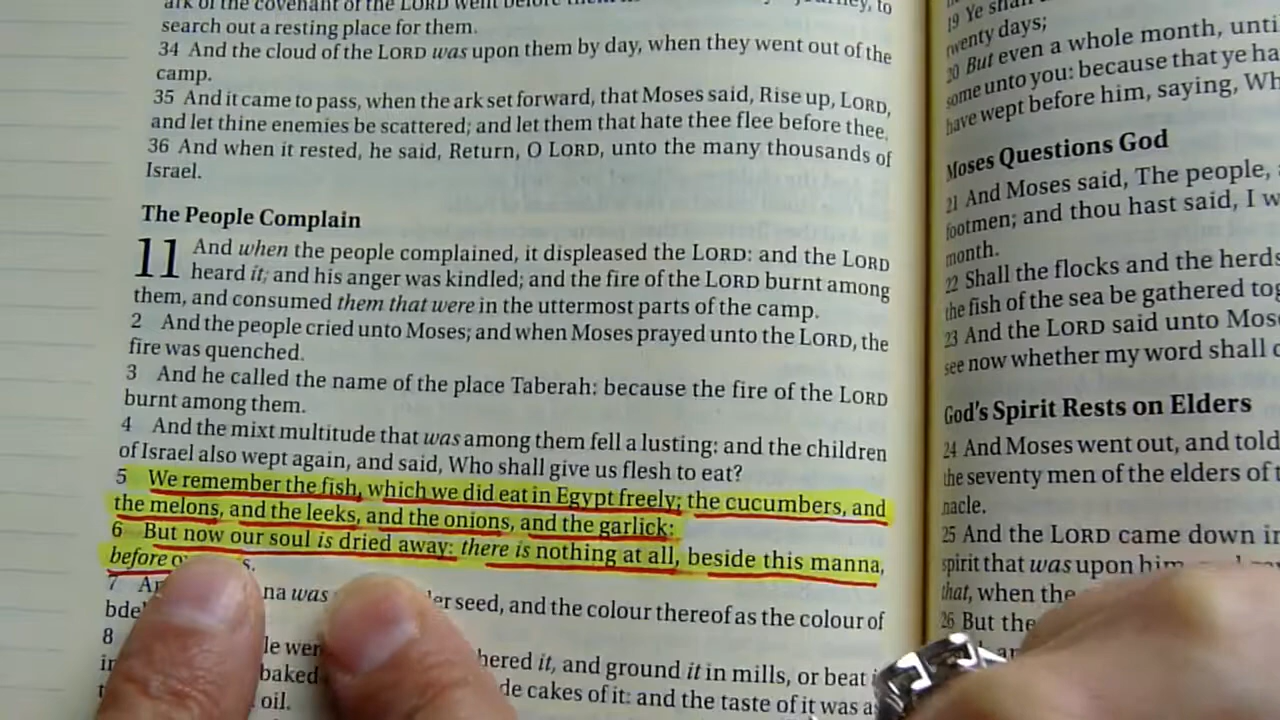 ark of the covenant of the LORD went before
search out a resting place for them.
34 And the cloud of the LORD was upon them by day, when they went out of the
camp.
35 And it came to pass, when the ark set forward, that Moses said, Rise up, LORD,
and let thine enemies be scattered; and let them that hate thee flee before thee.
36 And when it rested, he said, Return, O LORD, unto the many thousands of
Israel.
The People Complain
11 And when the people complained, it displeased the LORD: and the LORD
heard it; and his anger was kindled; and the fire of the LORD burnt among
them, and consumed them that were in the uttermost parts of the camp.
2 And the people cried unto Moses; and when Moses prayed unto the LORD, the
fire was quenched.
3 And he called the name of the place Taberah: because the fire of the LORD
burnt among them.
4 And the mixt multitude that was among them fell a lusting: and the children
of Israel also wept again, and said, Who shall give us flesh to eat?
5 We remember the fish, which we did eat in Egypt freely; the cucumbers, and
the melons, and the leeks, and the onions, and the garlick:
6 But now our soul is dried away: there is nothing at all, beside this manna,
before
7 na was seed, and the colour thereof as the colour of
8 hered it, and ground it in mills, or beat
baked de cakes of it: and the taste of it was
oil.
19 Ye
twenty days;
20 But even a whole month, until
some unto you: because that ye ha
have wept before him, saying, Wh
Moses Questions God
21 And Moses said, The people,
footmen; and thou hast said, I w
month.
22 Shall the flocks and the herds
the fish of the sea be gathered tog
23 And the LORD said unto Mos
see now whether my word shall
God's Spirit Rests on Elders
24 And Moses went out, and told
the seventy men of the elders of
nacle.
25 And the LORD came down in
spirit that was upon him
that, when the
26 But the